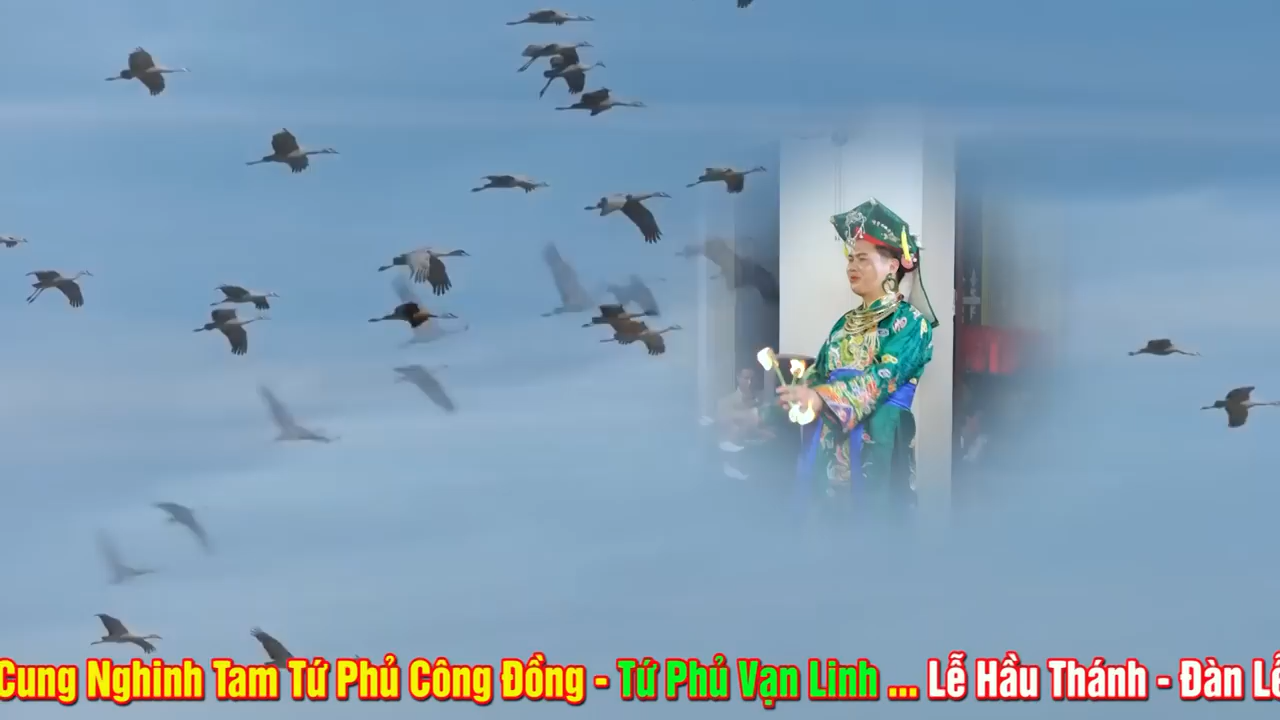 Cung Nghinh Tam Tứ Phủ Công Đồng - Tứ Phủ Vạn Linh ... Lễ Hầu Thánh - Đàn Lễ